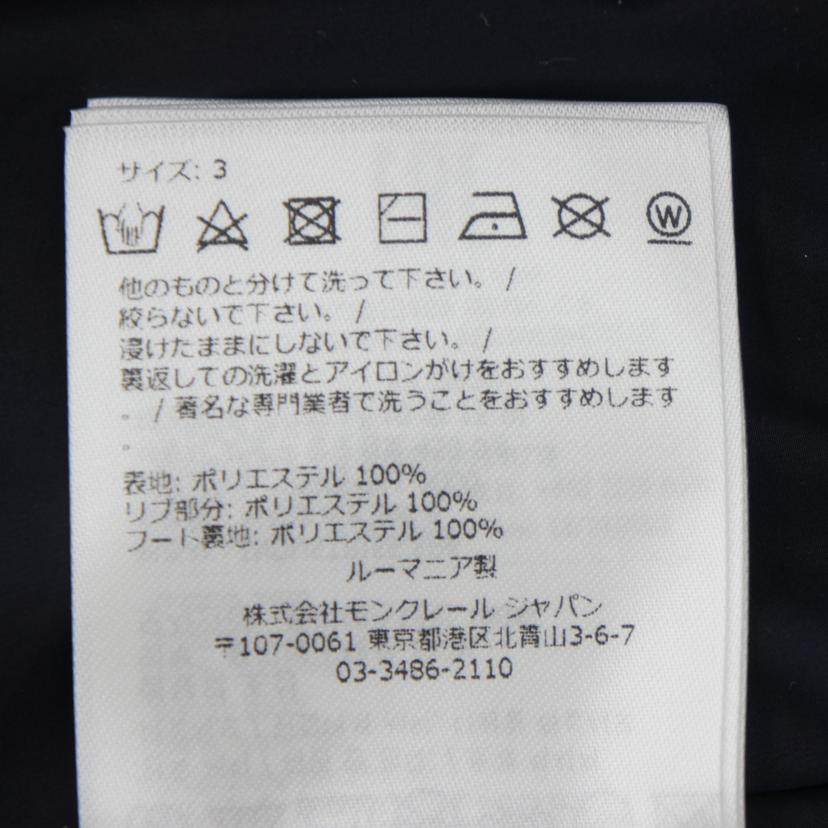 サイズ: 3
W
他のものと分けて洗って下さい。 /
絞らないで下さい。 /
浸けたままにしないで下さい。 /
裏返しての洗濯とアイロンがけをおすすめします
。 / 著名な専門業者で洗うことをおすすめします
。
表地: ポリエステル 100%
リブ部分: ポリエステル 100%
フード裏地: ポリエステル 100%
ルーマニア製
株式会社モンクレール ジャパン
〒107-0061 東京都港区北青山3-6-7
03-3486-2110